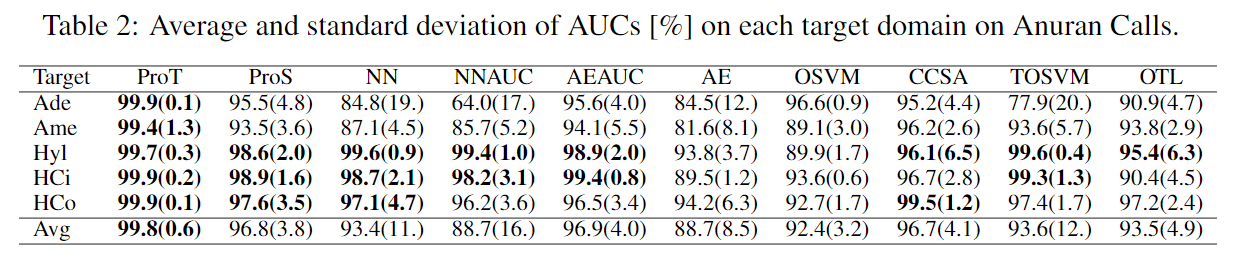 Table 2: Average and standard deviation of AUCs [%] on each target domain on Anuran Calls.
Target ProT ProS NN NNAUC AEAUC AE OSVM CCSA TOSVM OTL
Ade 99.9(0.1) 95.5(4.8) 84.8(19.) 64.0(17.) 95.6(4.0) 84.5(12.) 96.6(0.9) 95.2(4.4) 77.9(20.) 90.9(4.7)
Ame 99.4(1.3) 93.5(3.6) 87.1(4.5) 85.7(5.2) 94.1(5.5) 81.6(8.1) 89.1(3.0) 96.2(2.6) 93.6(5.7) 93.8(2.9)
Hyl 99.7(0.3) 98.6(2.0) 99.6(0.9) 99.4(1.0) 98.9(2.0) 93.8(3.7) 89.9(1.7) 96.1(6.5) 99.6(0.4) 95.4(6.3)
HCi 99.9(0.2) 98.9(1.6) 98.7(2.1) 98.2(3.1) 99.4(0.8) 89.5(1.2) 93.6(0.6) 96.7(2.8) 99.3(1.3) 90.4(4.5)
HCo 99.9(0.1) 97.6(3.5) 97.1(4.7) 96.2(3.6) 96.5(3.4) 94.2(6.3) 92.7(1.7) 99.5(1.2) 97.4(1.7) 97.2(2.4)
Avg 99.8(0.6) 96.8(3.8) 93.4(11.) 88.7(16.) 96.9(4.0) 88.7(8.5) 92.4(3.2) 96.7(4.1) 93.6(12.) 93.5(4.9)